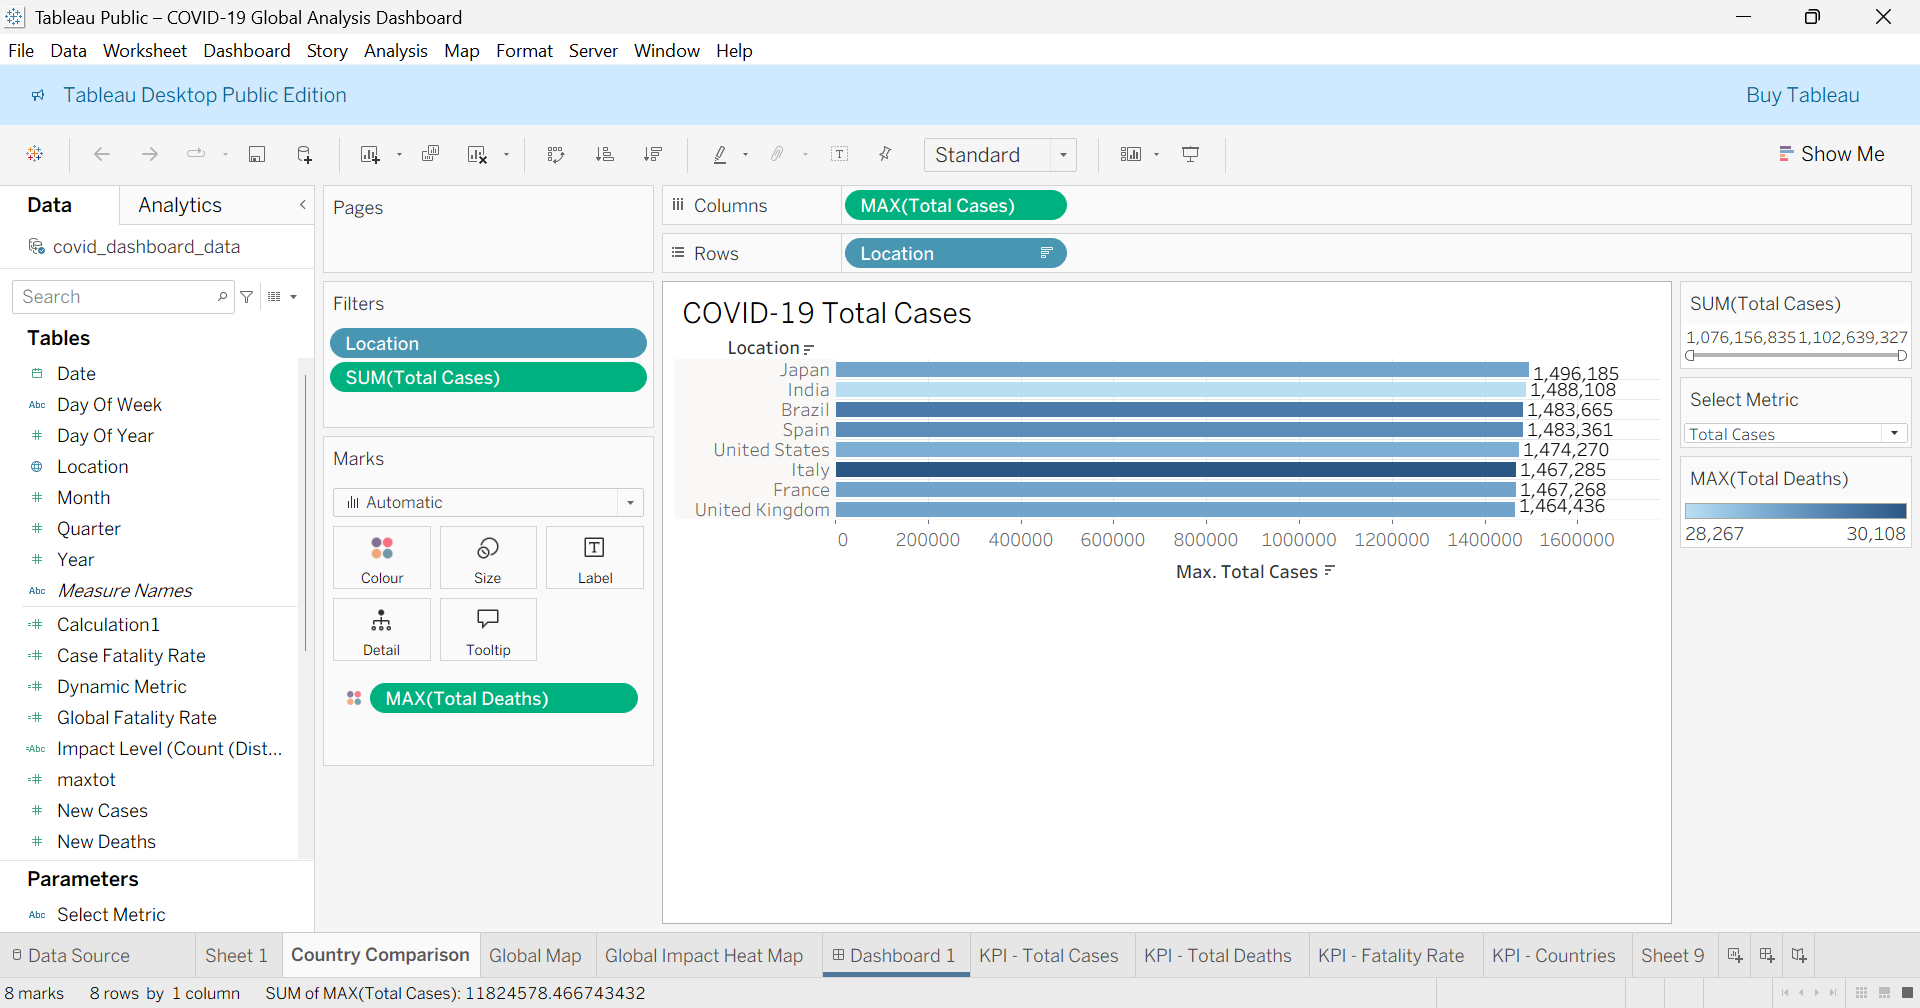 Tableau Public – COVID-19 Global Analysis Dashboard
File Data Worksheet Dashboard Story Analysis Map Format Server Window Help
Tableau Desktop Public Edition
Buy Tableau
Standard
Show Me
Data Analytics
covid_dashboard_data
Search
Tables
Date
Abc Day Of Week
Day Of Year
Location
Month
Quarter
Year
Abc Measure Names
Calculation1
Case Fatality Rate
Dynamic Metric
Global Fatality Rate
=Abc Impact Level (Count (Dist...
maxtot
New Cases
New Deaths
Parameters
Abc Select Metric
Pages
Filters
Location
SUM(Total Cases)
Marks
Automatic
Colour Size Label
Detail Tooltip
MAX(Total Deaths)
Columns MAX(Total Cases)
Rows Location
COVID-19 Total Cases
Location
Japan 1,496,185
India 1,488,108
Brazil 1,483,665
Spain 1,483,361
United States 1,474,270
Italy 1,467,285
France 1,467,268
United Kingdom 1,464,436
0 200000 400000 600000 800000 1000000 1200000 1400000 1600000
Max. Total Cases
SUM(Total Cases)
1,076,156,835 1,102,639,327
Select Metric
Total Cases
MAX(Total Deaths)
28,267 30,108
Data Source Sheet 1 Country Comparison Global Map Global Impact Heat Map Dashboard 1 KPI - Total Cases KPI - Total Deaths KPI - Fatality Rate KPI - Countries Sheet 9
8 marks 8 rows by 1 column SUM of MAX(Total Cases): 11824578.466743432